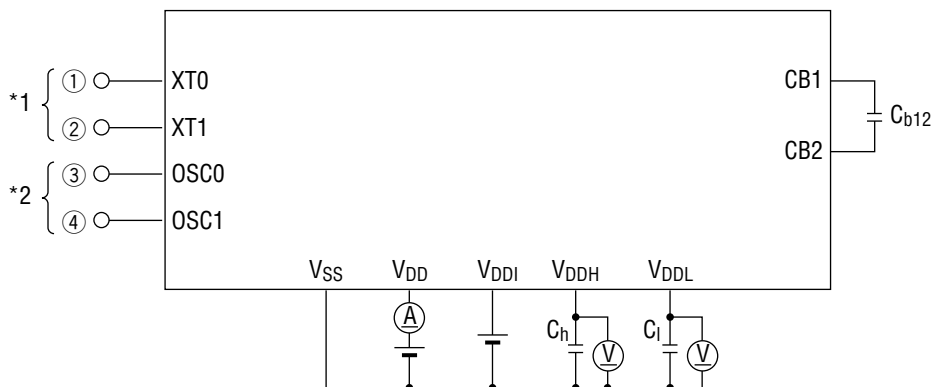 *1
① XT0
② XT1
*2
③ OSC0
④ OSC1
CB1
CB2
Cb12
VSS VDD VDDI VDDH VDDL
A
Ch
V
Cl
V